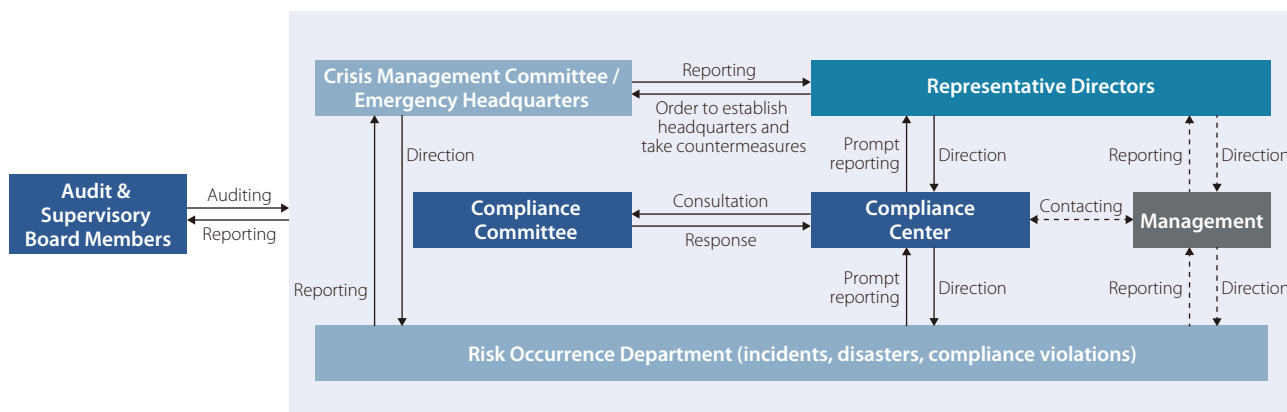 Crisis Management Committee /
Emergency Headquarters
Reporting
Order to establish
headquarters and
take countermeasures
Representative Directors
Direction
Prompt
reporting
Direction
Reporting
Direction
Audit &
Supervisory
Board Members
Auditing
Reporting
Compliance
Committee
Consultation
Response
Compliance
Center
Contacting
Management
Reporting
Prompt
reporting
Direction
Reporting
Direction
Risk Occurrence Department (incidents, disasters, compliance violations)